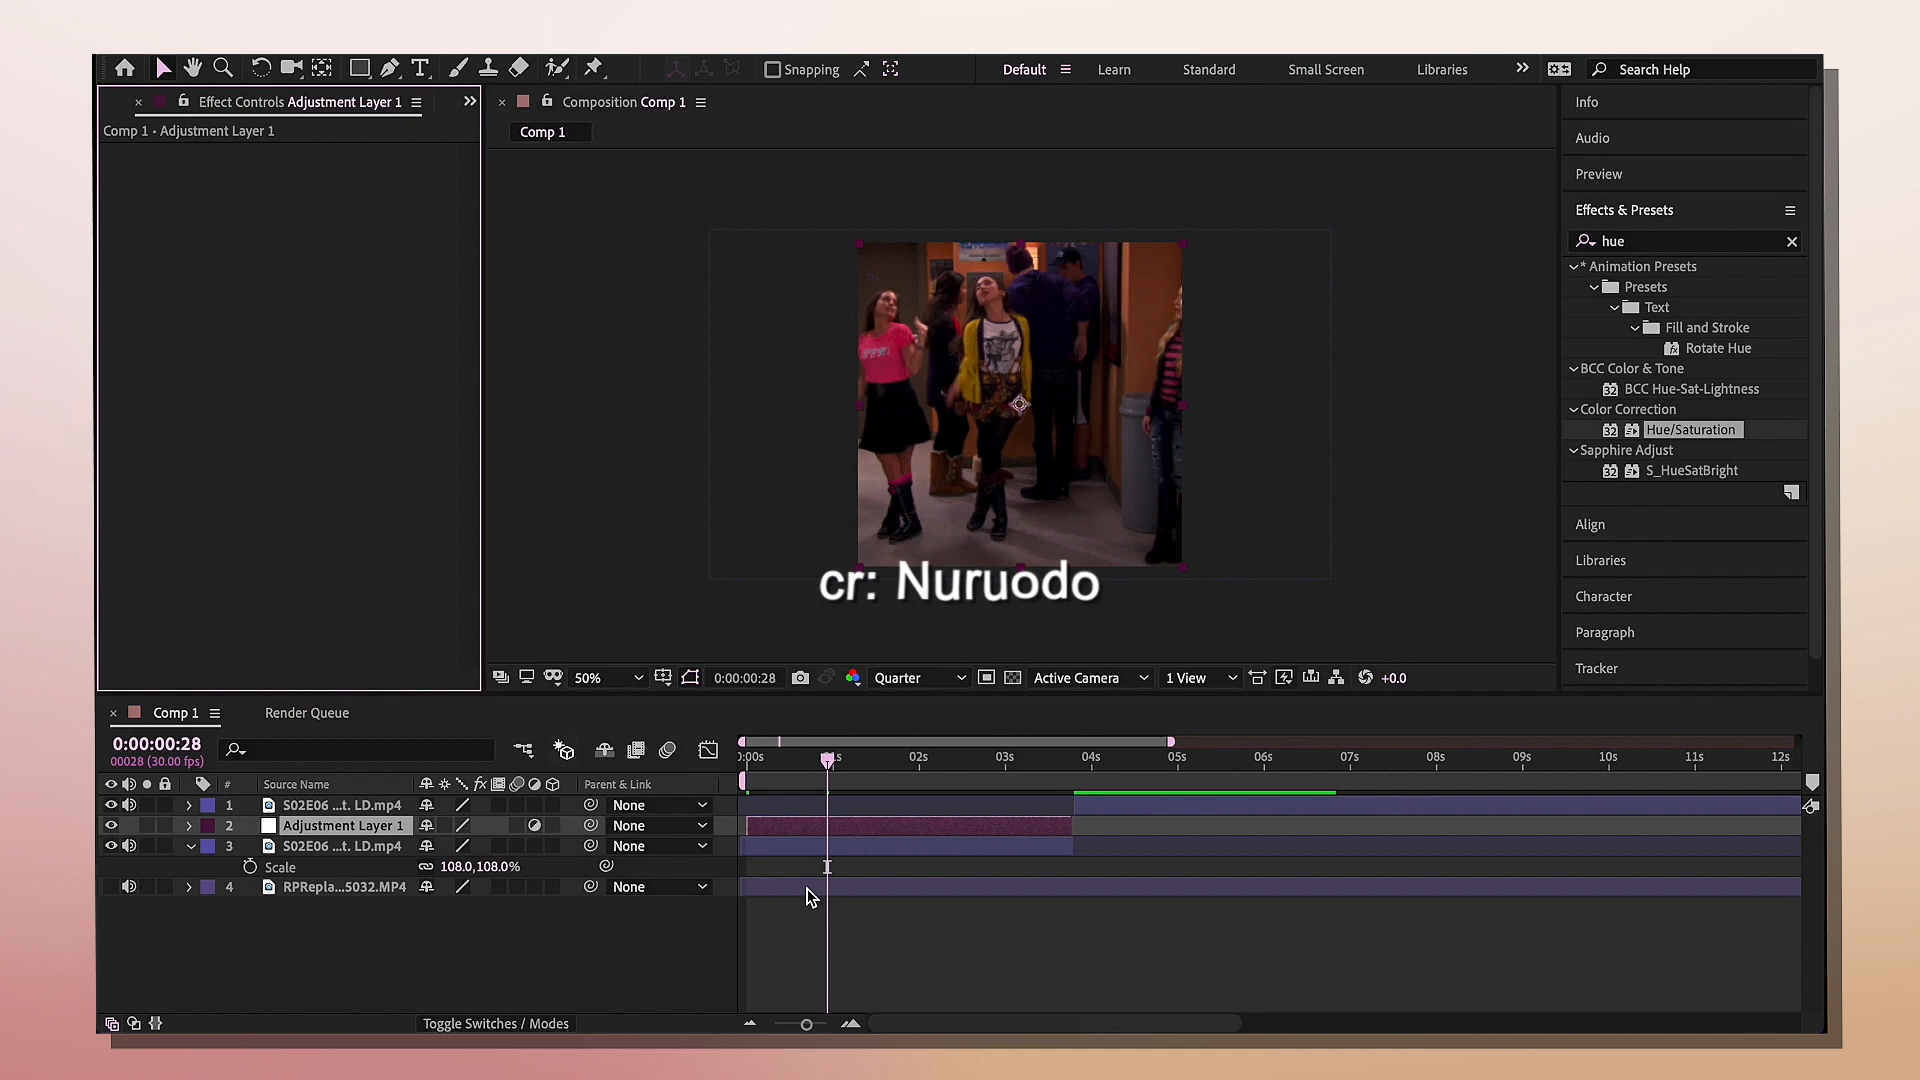 Snapping
Default
Learn
Standard
Small Screen
Libraries
Search Help
Effect Controls Adjustment Layer 1
Comp 1 • Adjustment Layer 1
Composition Comp 1
Comp 1
cr: Nuruodo
50%
0:00:00:28
Quarter
Active Camera
1 View
+0.0
Info
Audio
Preview
Effects & Presets
hue
* Animation Presets
Presets
Text
Fill and Stroke
Rotate Hue
BCC Color & Tone
32 BCC Hue-Sat-Lightness
Color Correction
32 Hue/Saturation
Sapphire Adjust
32 S_HueSatBright
Align
Libraries
Character
Paragraph
Tracker
Comp 1
Render Queue
0:00:00:28
00028 (30.00 fps)
# Source Name fx Parent & Link
1 S02E06 ...t. LD.mp4 None
2 Adjustment Layer 1 None
3 S02E06 ...t. LD.mp4 None
Scale 108.0,108.0%
4 RPRepla...5032.MP4 None
Toggle Switches / Modes
0:00s 02s 03s 04s 05s 06s 07s 08s 09s 10s 11s 12s